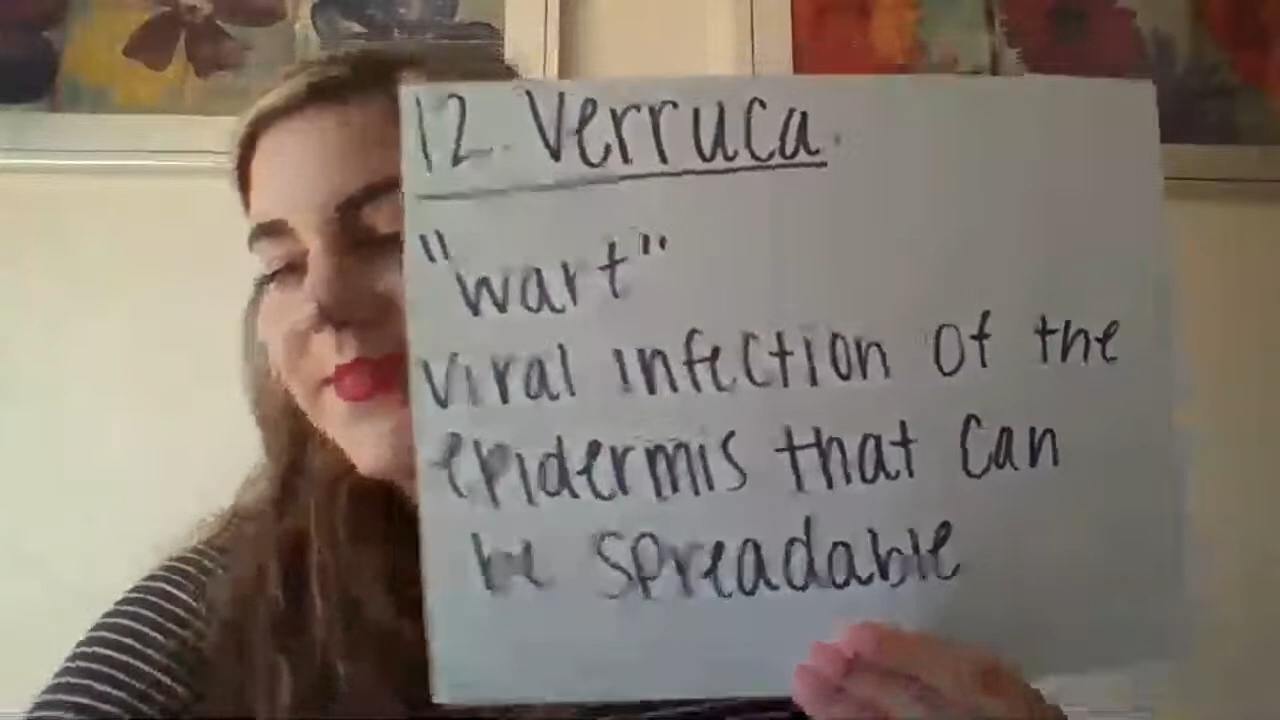 12. Verruca
"wart"
viral infection of the
epidermis that can
be spreadable